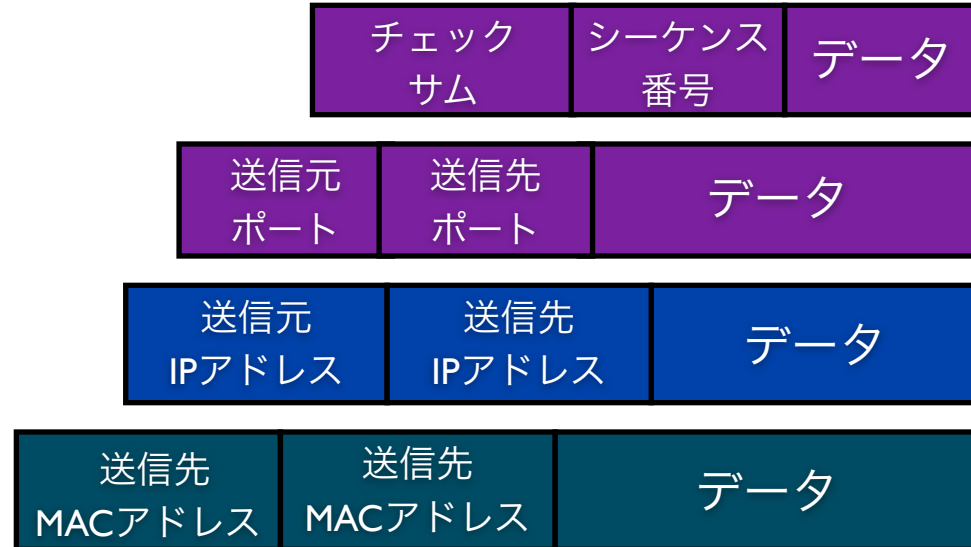 チェック
サム
シーケンス
番号
データ
送信元
ポート
送信先
ポート
データ
送信元
IPアドレス
送信先
IPアドレス
データ
送信先
MACアドレス
送信先
MACアドレス
データ